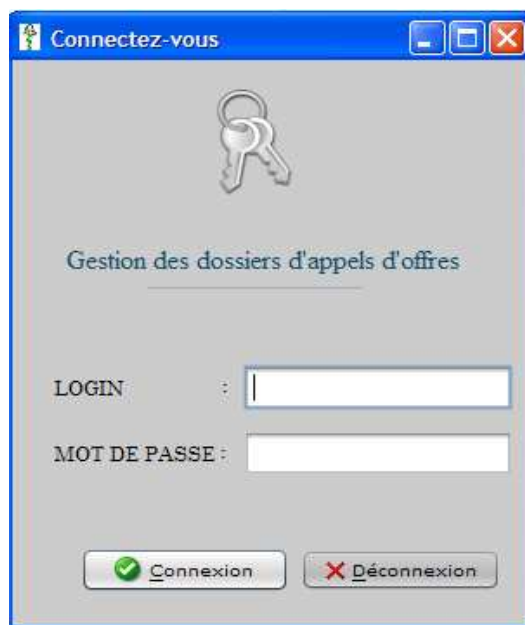 Connectez-vous
Gestion des dossiers d'appels d'offres
LOGIN :
MOT DE PASSE :
Connexion Déconnexion